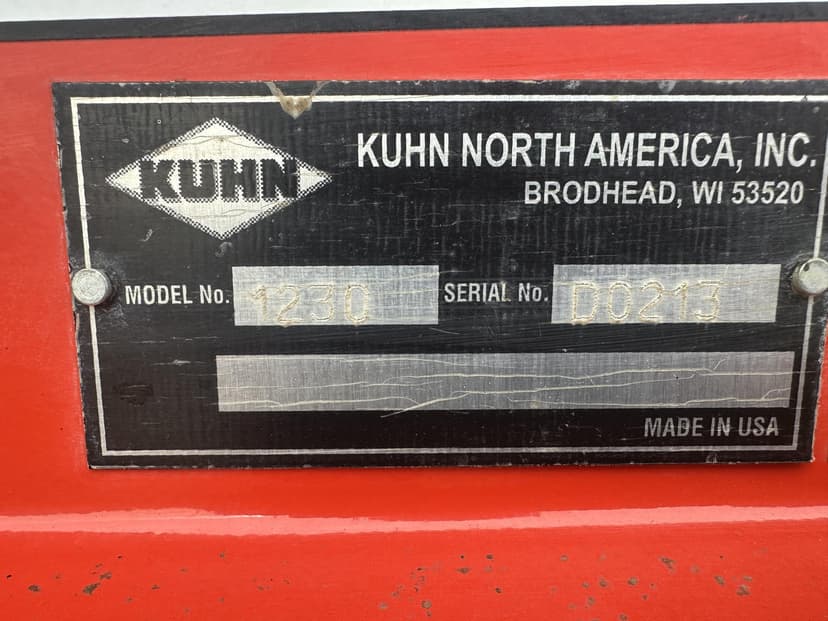 KUHN
KUHN NORTH AMERICA, INC.
BRODHEAD, WI 53520
MODEL No. 1230 SERIAL No. D0213
MADE IN USA